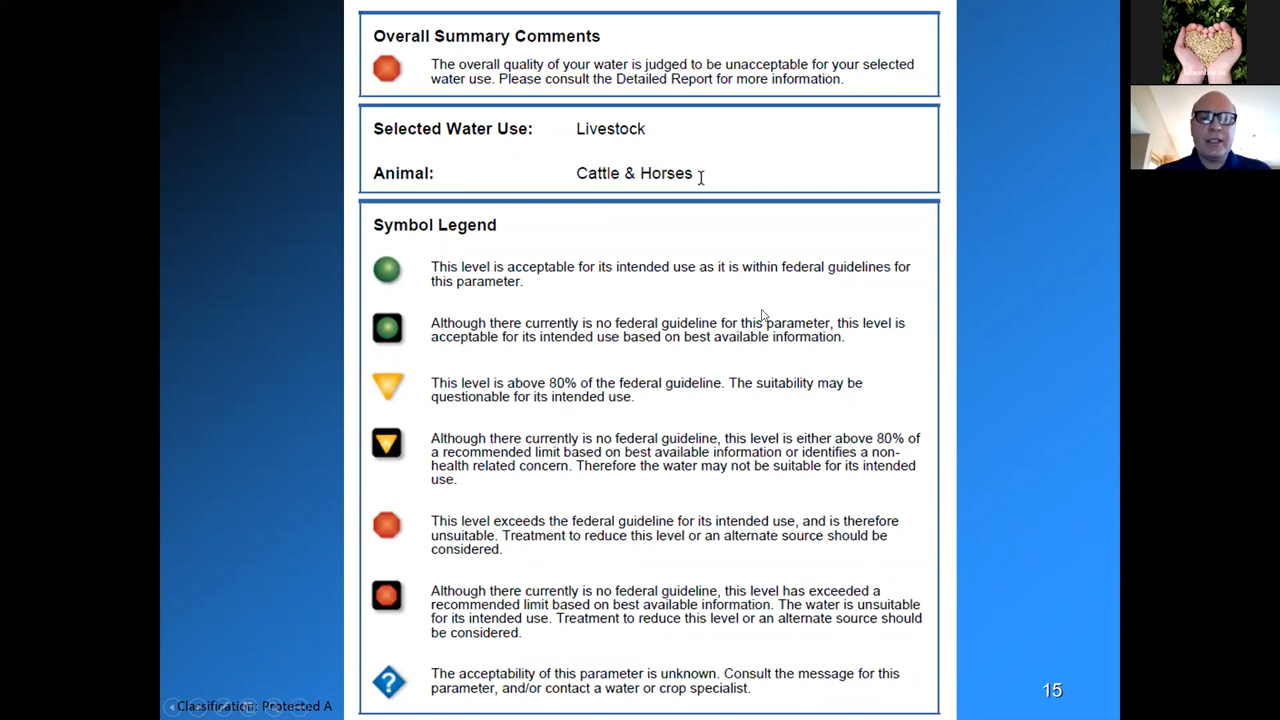 Overall Summary Comments
The overall quality of your water is judged to be unacceptable for your selected
water use. Please consult the Detailed Report for more information.
Selected Water Use: Livestock
Animal: Cattle & Horses
Symbol Legend
This level is acceptable for its intended use as it is within federal guidelines for
this parameter.
Although there currently is no federal guideline for this parameter, this level is
acceptable for its intended use based on best available information.
This level is above 80% of the federal guideline. The suitability may be
questionable for its intended use.
Although there currently is no federal guideline, this level is either above 80% of
a recommended limit based on best available information or identifies a non-
health related concern. Therefore the water may not be suitable for its intended
use.
This level exceeds the federal guideline for its intended use, and is therefore
unsuitable. Treatment to reduce this level or an alternate source should be
considered.
Although there currently is no federal guideline, this level has exceeded a
recommended limit based on best available information. The water is unsuitable
for its intended use. Treatment to reduce this level or an alternate source should
be considered.
?
The acceptability of this parameter is unknown. Consult the message for this
parameter, and/or contact a water or crop specialist.
15
Classification: Protected A